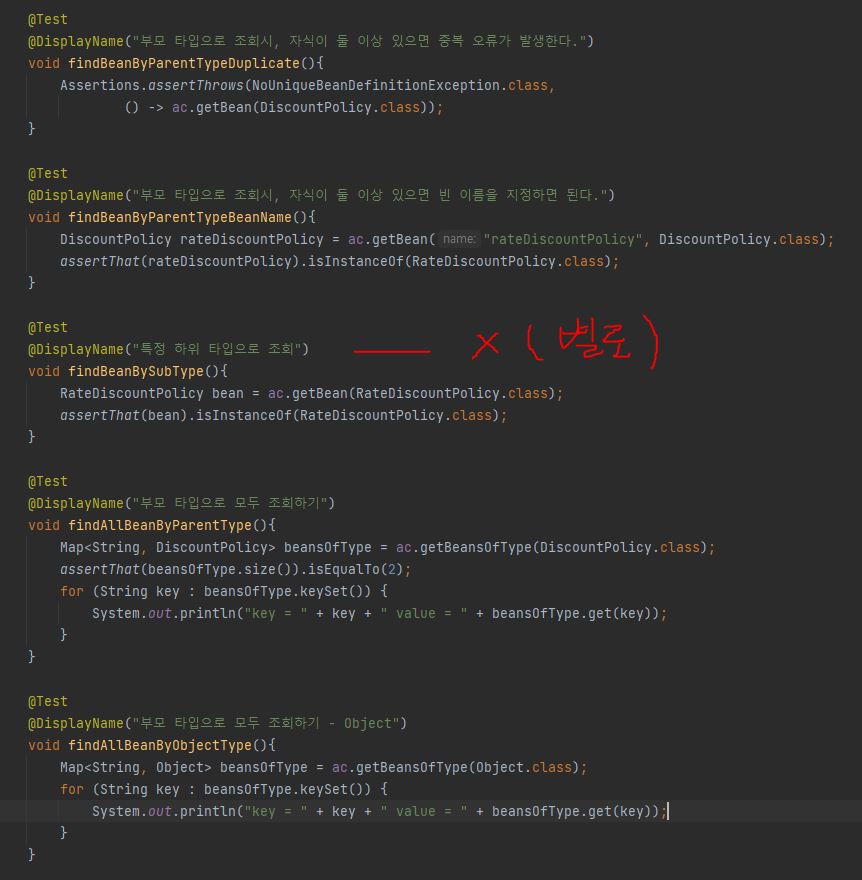 @Test
@DisplayName("부모 타입으로 조회시, 자식이 둘 이상 있으면 중복 오류가 발생한다.")
void findBeanByParentTypeDuplicate(){
    Assertions.assertThrows(NoUniqueBeanDefinitionException.class,
            () -> ac.getBean(DiscountPolicy.class));
}
@Test
@DisplayName("부모 타입으로 조회시, 자식이 둘 이상 있으면 빈 이름을 지정하면 된다.")
void findBeanByParentTypeBeanName(){
    DiscountPolicy rateDiscountPolicy = ac.getBean( name: "rateDiscountPolicy", DiscountPolicy.class);
    assertThat(rateDiscountPolicy).isInstanceOf(RateDiscountPolicy.class);
}
@Test
@DisplayName("특정 하위 타입으로 조회") X (별로)
void findBeanBySubType(){
    RateDiscountPolicy bean = ac.getBean(RateDiscountPolicy.class);
    assertThat(bean).isInstanceOf(RateDiscountPolicy.class);
}
@Test
@DisplayName("부모 타입으로 모두 조회하기")
void findAllBeanByParentType(){
    Map<String, DiscountPolicy> beansOfType = ac.getBeansOfType(DiscountPolicy.class);
    assertThat(beansOfType.size()).isEqualTo(2);
    for (String key : beansOfType.keySet()) {
        System.out.println("key = " + key + " value = " + beansOfType.get(key));
    }
}
@Test
@DisplayName("부모 타입으로 모두 조회하기 - Object")
void findAllBeanByObjectType(){
    Map<String, Object> beansOfType = ac.getBeansOfType(Object.class);
    for (String key : beansOfType.keySet()) {
        System.out.println("key = " + key + " value = " + beansOfType.get(key));
    }
}